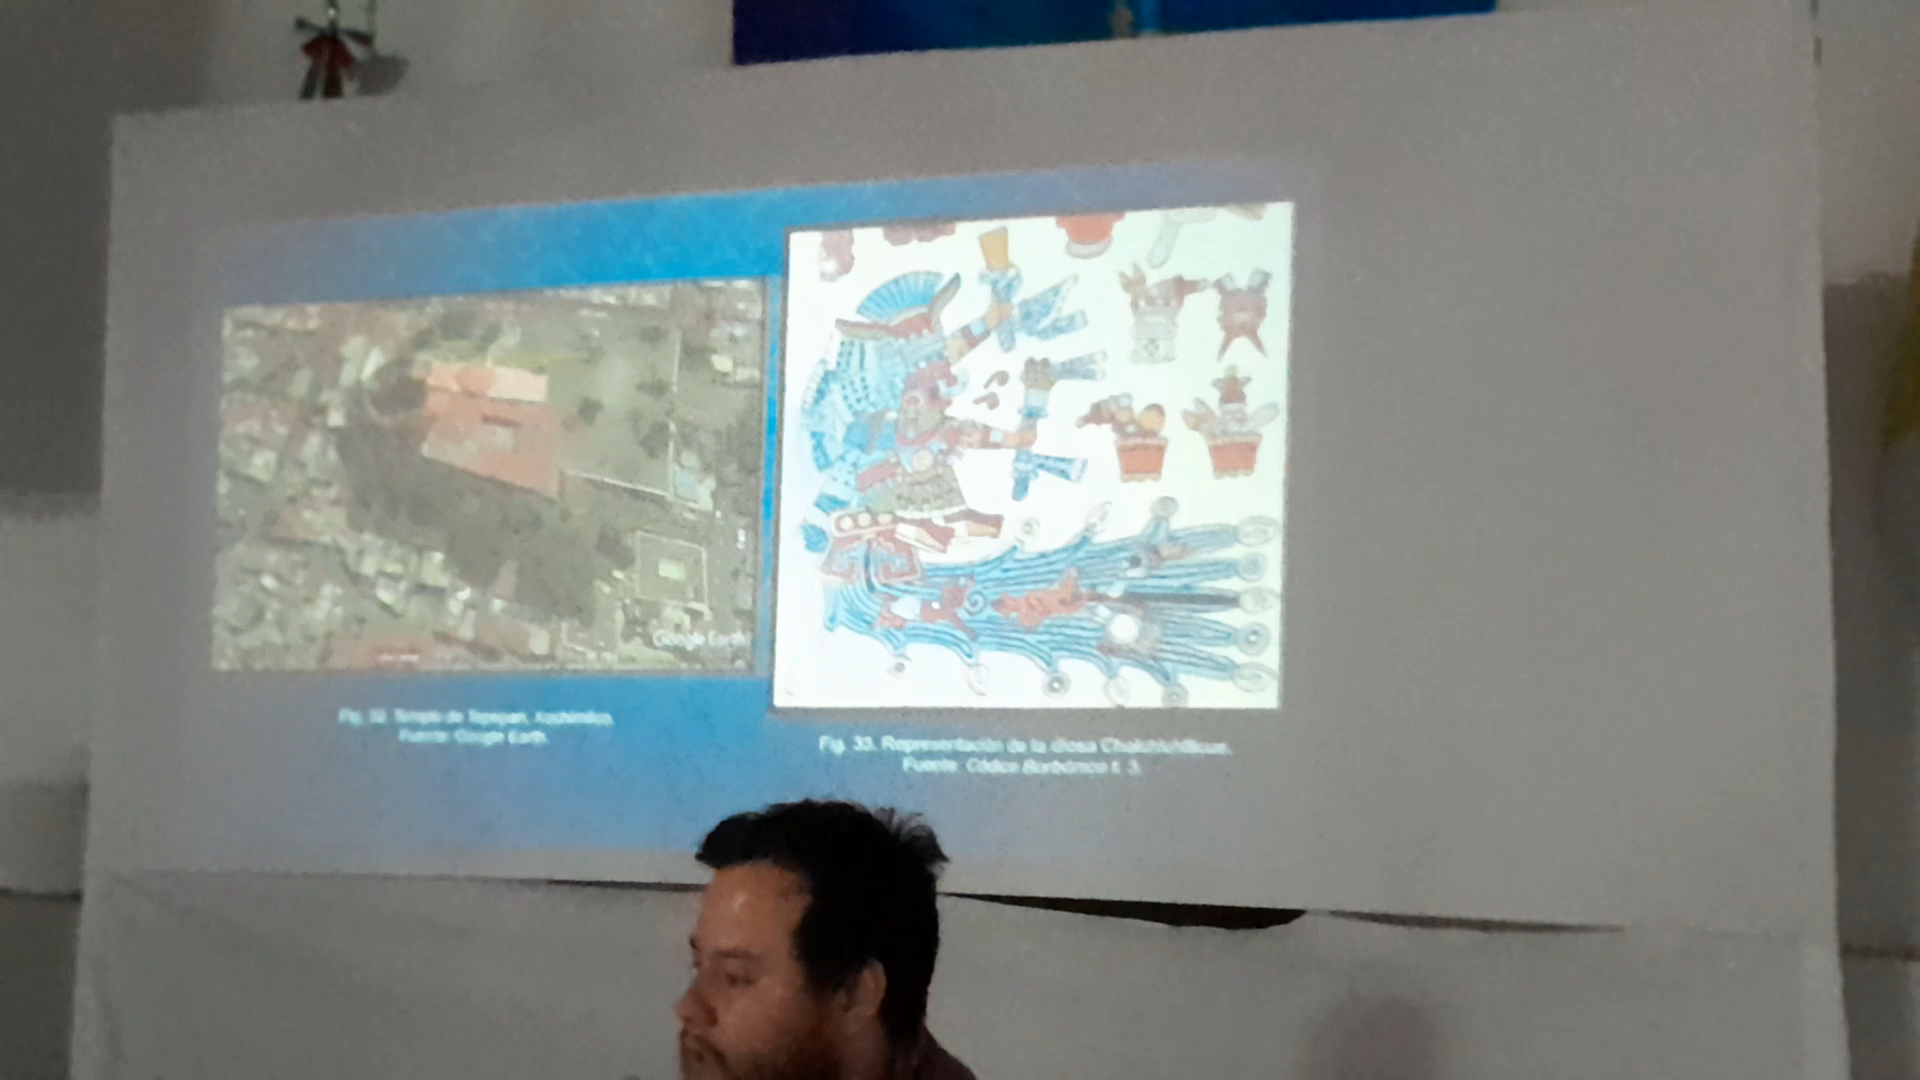 Google Earth
Fig. 32. Templo de Tepepan, Xochimilco.
Fuente: Google Earth.
Fig. 33. Representación de la diosa Chalchiuhtlicue.
Fuente: Códice Borbónico f. 3.